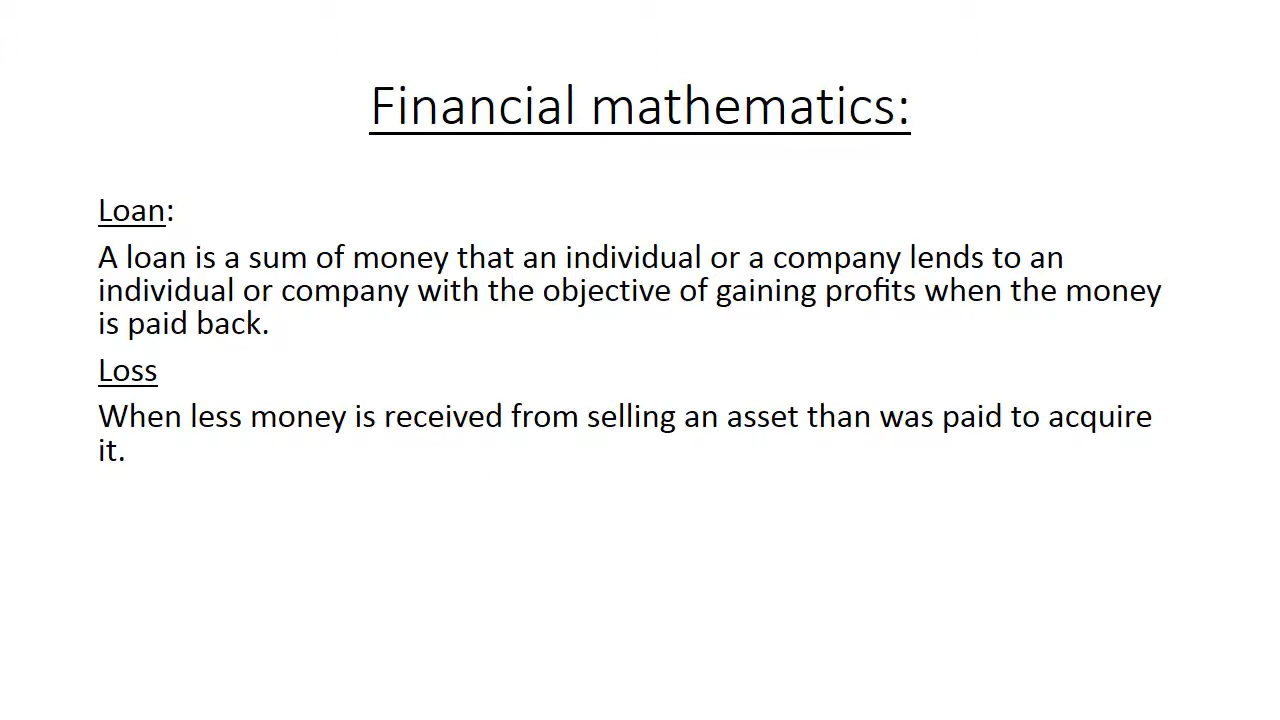 Financial mathematics:
Loan:
A loan is a sum of money that an individual or a company lends to an
individual or company with the objective of gaining profits when the money
is paid back.
Loss
When less money is received from selling an asset than was paid to acquire
it.